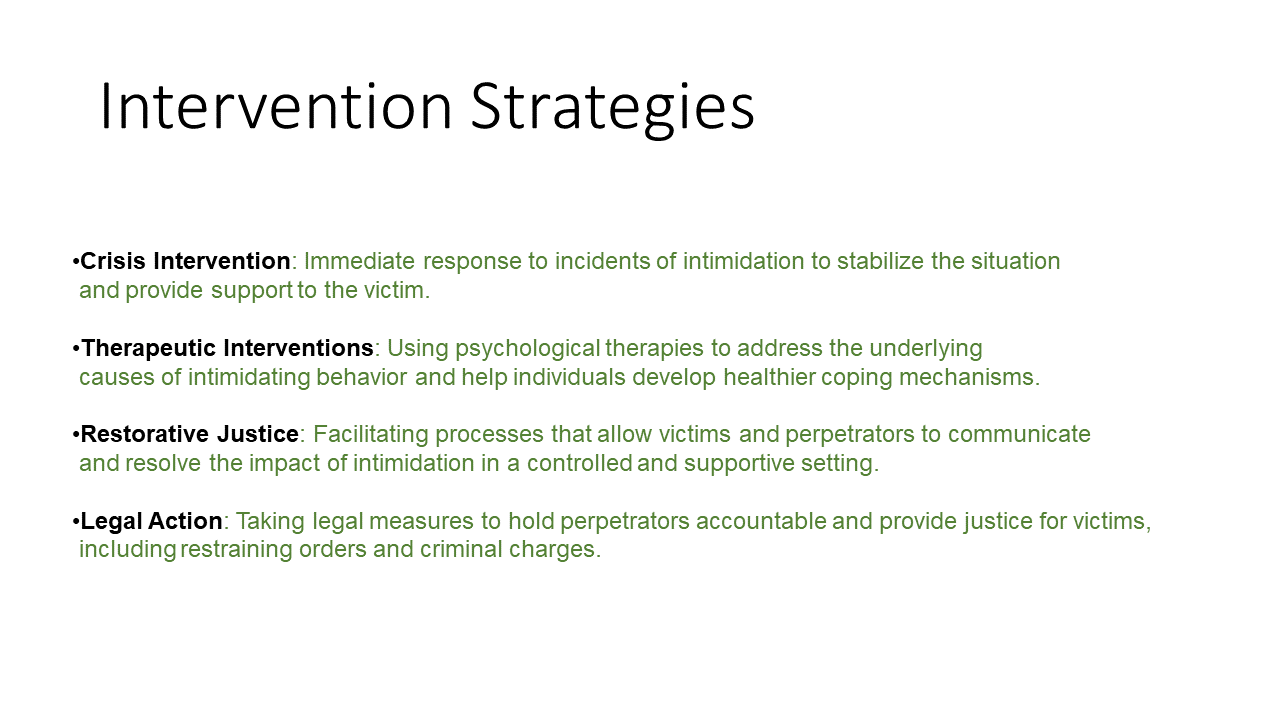 Intervention Strategies
•Crisis Intervention: Immediate response to incidents of intimidation to stabilize the situation
and provide support to the victim.
•Therapeutic Interventions: Using psychological therapies to address the underlying
causes of intimidating behavior and help individuals develop healthier coping mechanisms.
•Restorative Justice: Facilitating processes that allow victims and perpetrators to communicate
and resolve the impact of intimidation in a controlled and supportive setting.
•Legal Action: Taking legal measures to hold perpetrators accountable and provide justice for victims,
including restraining orders and criminal charges.